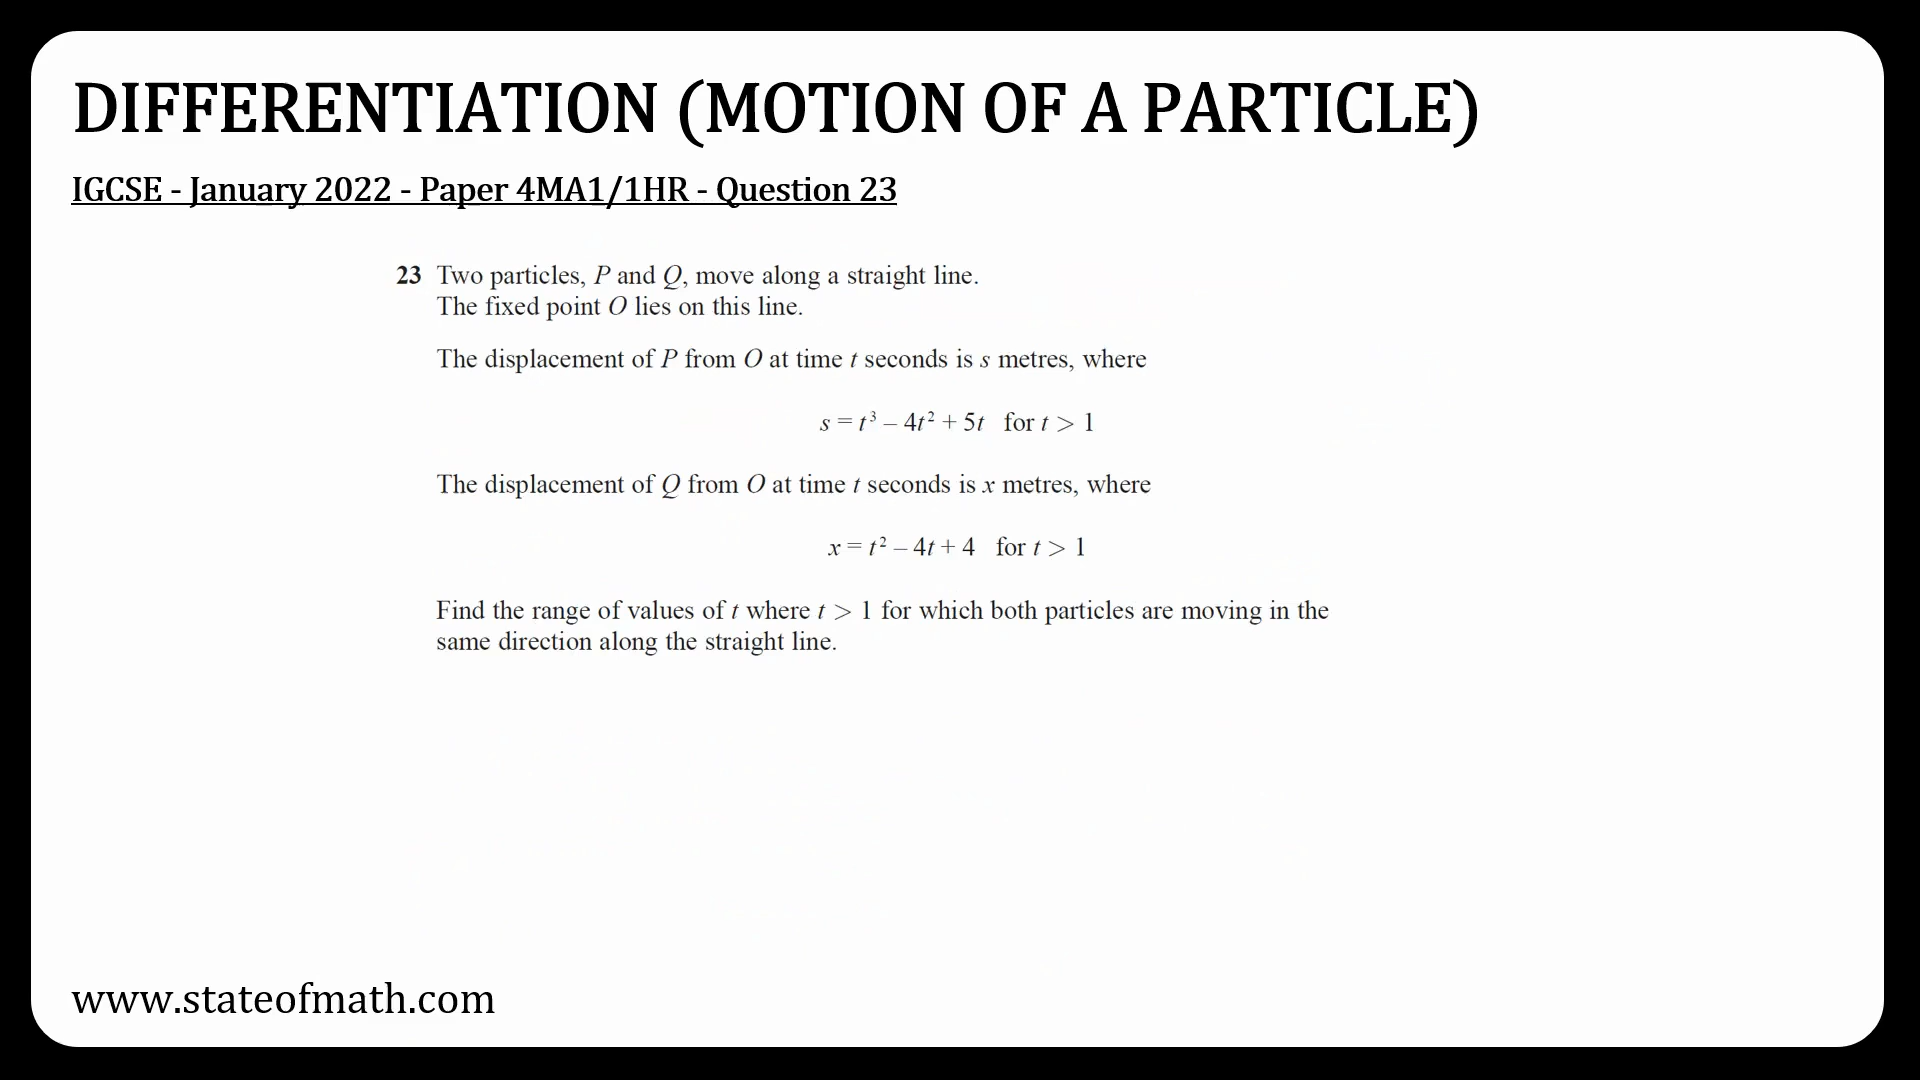 DIFFERENTIATION (MOTION OF A PARTICLE)
IGCSE - January 2022 - Paper 4MA1/1HR - Question 23
23 Two particles, P and Q, move along a straight line.
The fixed point O lies on this line.
The displacement of P from O at time t seconds is s metres, where
s = t³ – 4t² + 5t for t > 1
The displacement of Q from O at time t seconds is x metres, where
x = t² – 4t + 4 for t > 1
Find the range of values of t where t > 1 for which both particles are moving in the
same direction along the straight line.
www.stateofmath.com